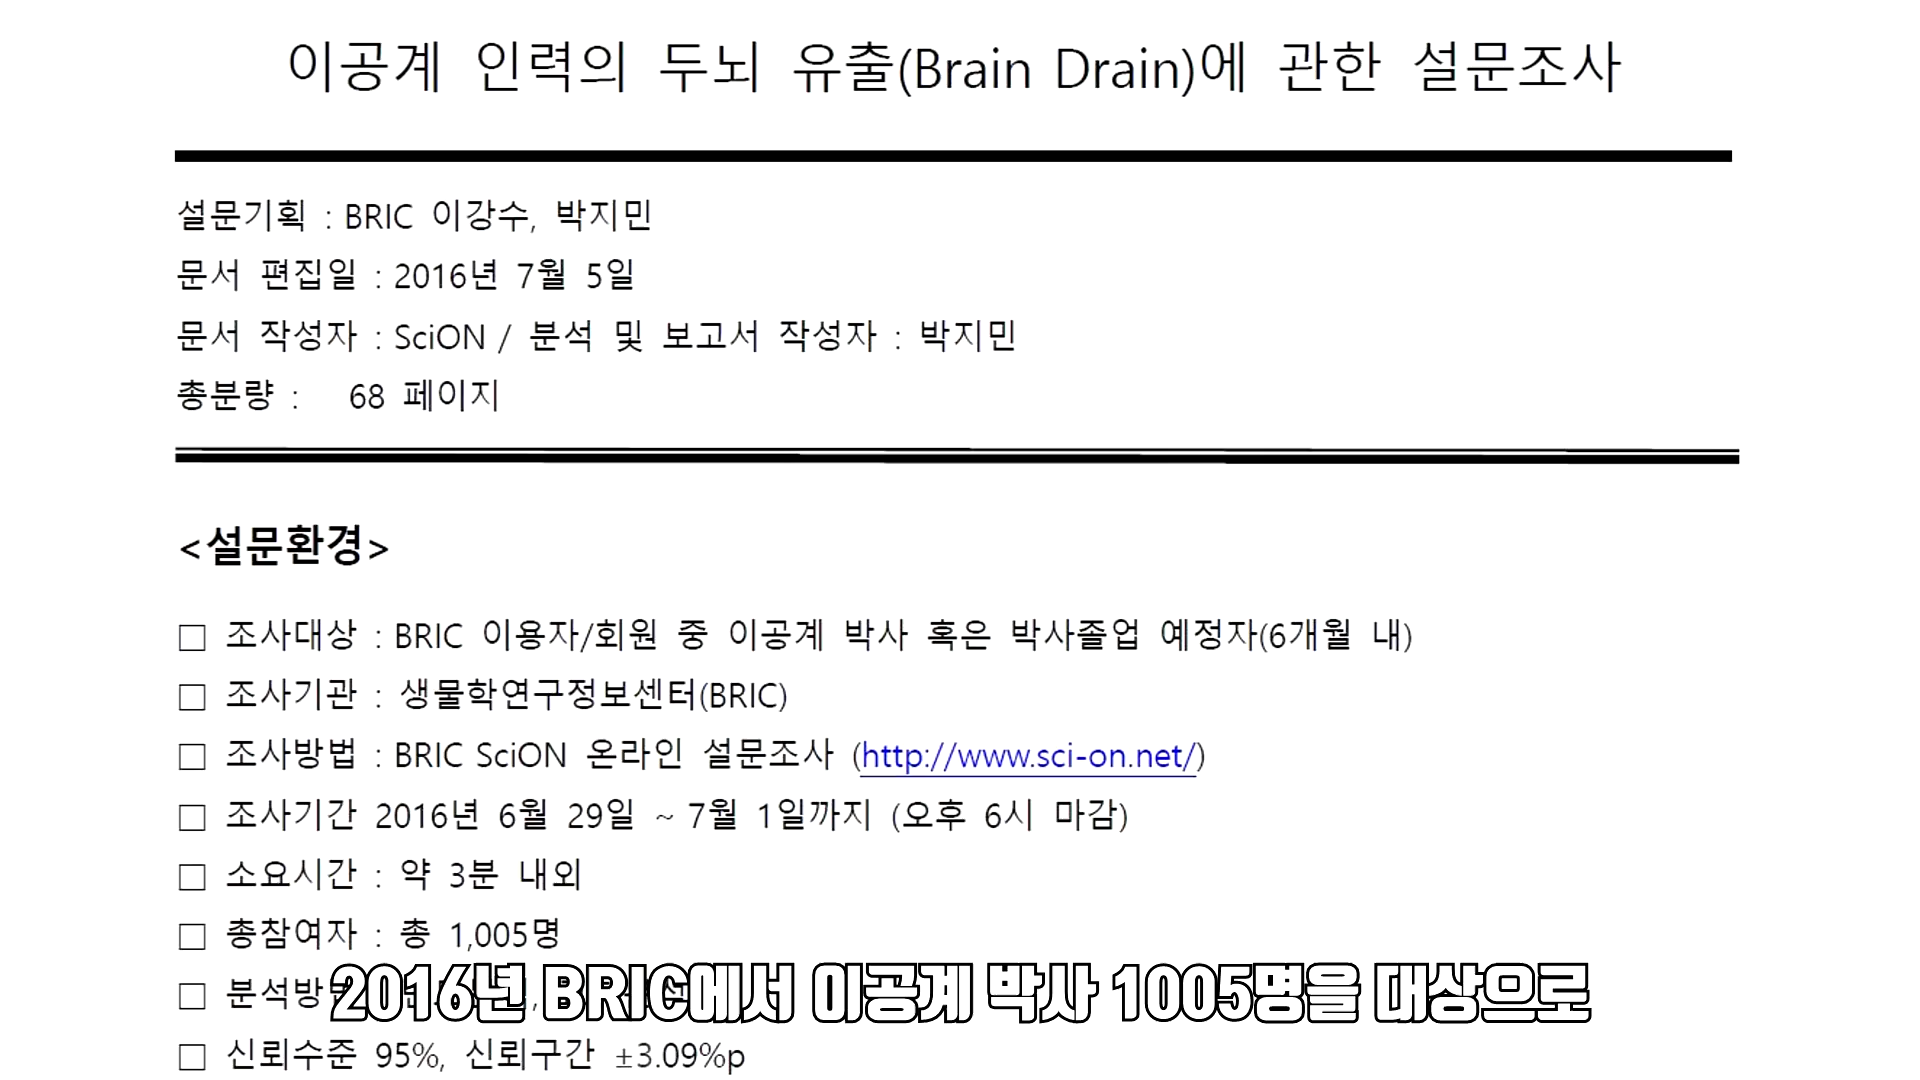 이공계 인력의 두뇌 유출(Brain Drain)에 관한 설문조사
설문기획 : BRIC 이강수, 박지민
문서 편집일 : 2016년 7월 5일
문서 작성자 : SciON / 분석 및 보고서 작성자 : 박지민
총분량 : 68 페이지
<설문환경>
□ 조사대상 : BRIC 이용자/회원 중 이공계 박사 혹은 박사졸업 예정자(6개월 내)
□ 조사기관 : 생물학연구정보센터(BRIC)
□ 조사방법 : BRIC SciON 온라인 설문조사 (http://www.sci-on.net/)
□ 조사기간 2016년 6월 29일 ~ 7월 1일까지 (오후 6시 마감)
□ 소요시간 : 약 3분 내외
□ 총참여자 : 총 1,005명
□
2016년 BRIC에서 이공계 박사 1005명을 대상으로
□ 신뢰수준 95%, 신뢰구간 ±3.09%p